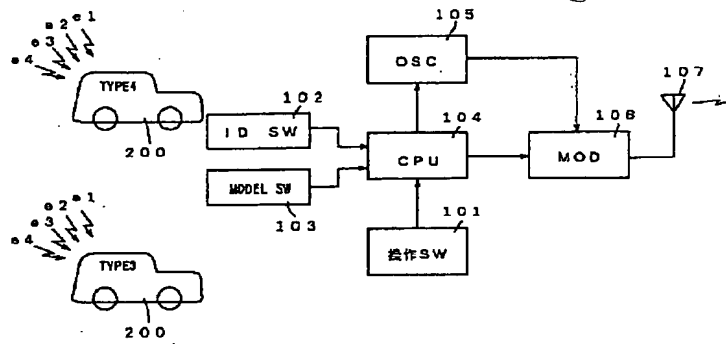 e1
e2
e3
e4
TYPE4
200
102
ID SW
MODEL SW
103
105
OSC
104
CPU
108
MOD
107
101
操作SW
e1
e2
e3
e4
TYPE3
200